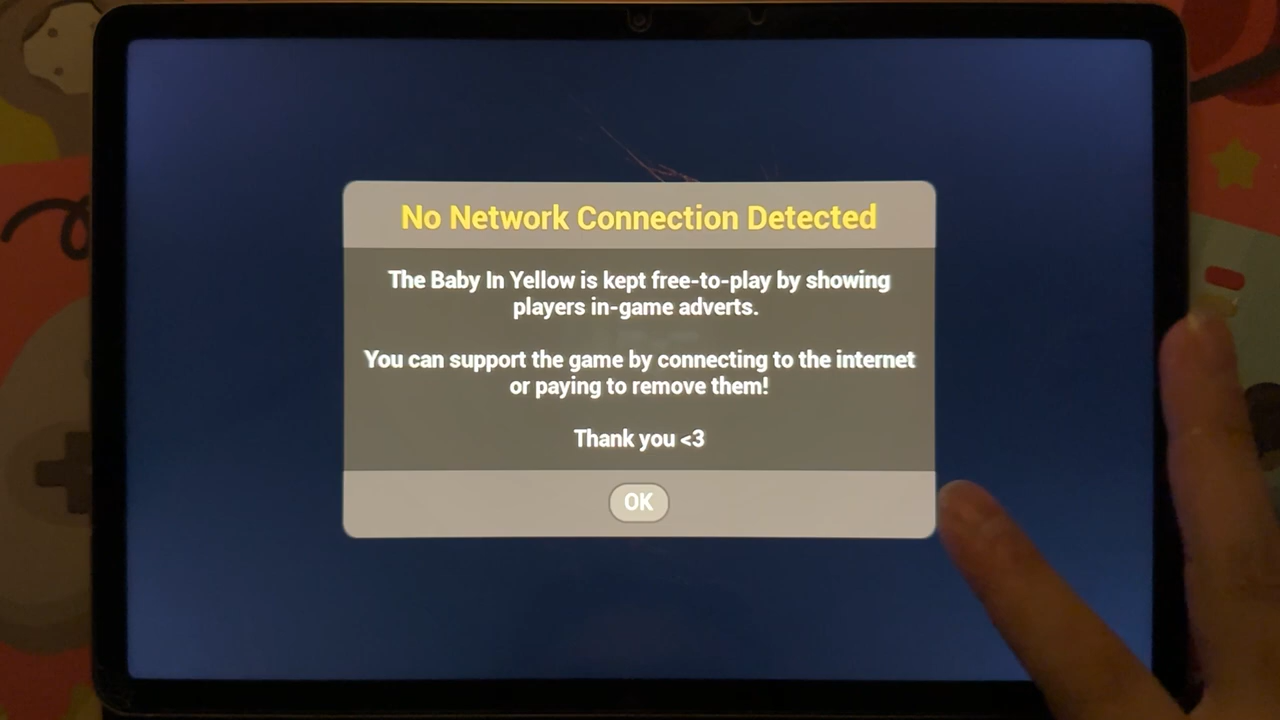 No Network Connection Detected
The Baby In Yellow is kept free-to-play by showing
players in-game adverts.
You can support the game by connecting to the internet
or paying to remove them!
Thank you <3
OK